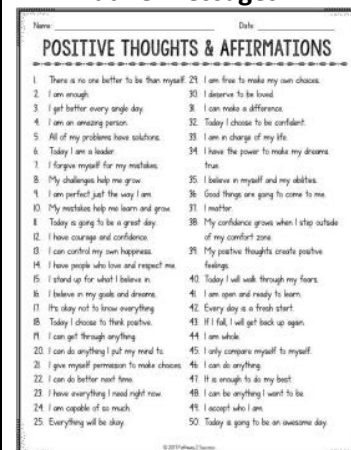 Name:
Date
POSITIVE THOUGHTS & AFFIRMATIONS
1. There is no one better to be than myself.
2. I am enough.
3. I get better every single day.
4. I am an amazing person.
5. All of my problems have solutions.
6. Today I am a leader.
7. I forgive myself for my mistakes.
8. My challenges help me grow.
9. I am perfect just the way I am.
10. My mistakes help me learn and grow.
11. Today is going to be a great day.
12. I have courage and confidence.
13. I can control my own happiness.
14. I have people who love and respect me.
15. I stand up for what I believe in.
16. I believe in my goals and dreams.
17. It's okay not to know everything.
18. Today I choose to think positive.
19. I can get through anything.
20. I can do anything I put my mind to.
21. I give myself permission to make choices.
22. I can do better next time.
23. I have everything I need right now.
24. I am capable of so much.
25. Everything will be okay.
29. I am free to make my own choices.
30. I deserve to be loved.
31. I can make a difference.
32. Today I choose to be confident.
33. I am in charge of my life.
34. I have the power to make my dreams
true.
35. I believe in myself and my abilities.
36. Good things are going to come to me.
37. I matter.
38. My confidence grows when I step outside
of my comfort zone.
39. My positive thoughts create positive
feelings.
40. Today I will walk through my fears.
41. I am open and ready to learn.
42. Every day is a fresh start.
43. If I fall, I will get back up again.
44. I am whole.
45. I only compare myself to myself.
46. I can do anything.
47. It is enough to do my best.
48. I can be anything I want to be.
49. I accept who I am.
50. Today is going to be an awesome day.